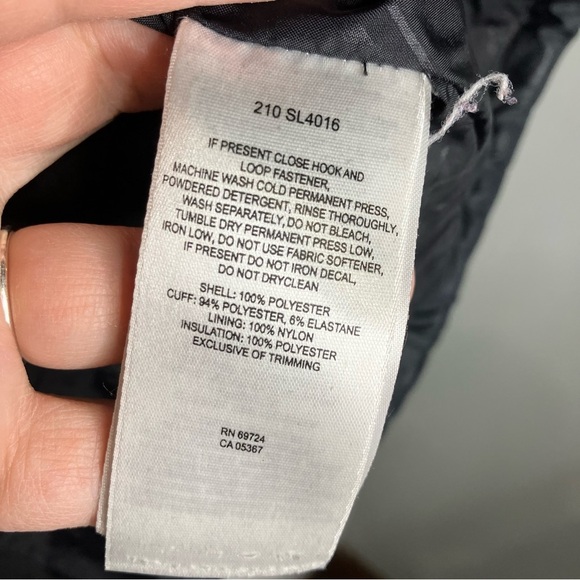 210 SL4016
IF PRESENT CLOSE HOOK AND
LOOP FASTENER,
MACHINE WASH COLD PERMANENT PRESS,
POWDERED DETERGENT, RINSE THOROUGHLY,
WASH SEPARATELY, DO NOT BLEACH,
TUMBLE DRY PERMANENT PRESS LOW,
IRON LOW, DO NOT USE FABRIC SOFTENER,
IF PRESENT DO NOT IRON DECAL,
DO NOT DRYCLEAN
SHELL: 100% POLYESTER
CUFF: 94% POLYESTER, 6% ELASTANE
LINING: 100% NYLON
INSULATION: 100% POLYESTER
EXCLUSIVE OF TRIMMING
RN 69724
CA 05367